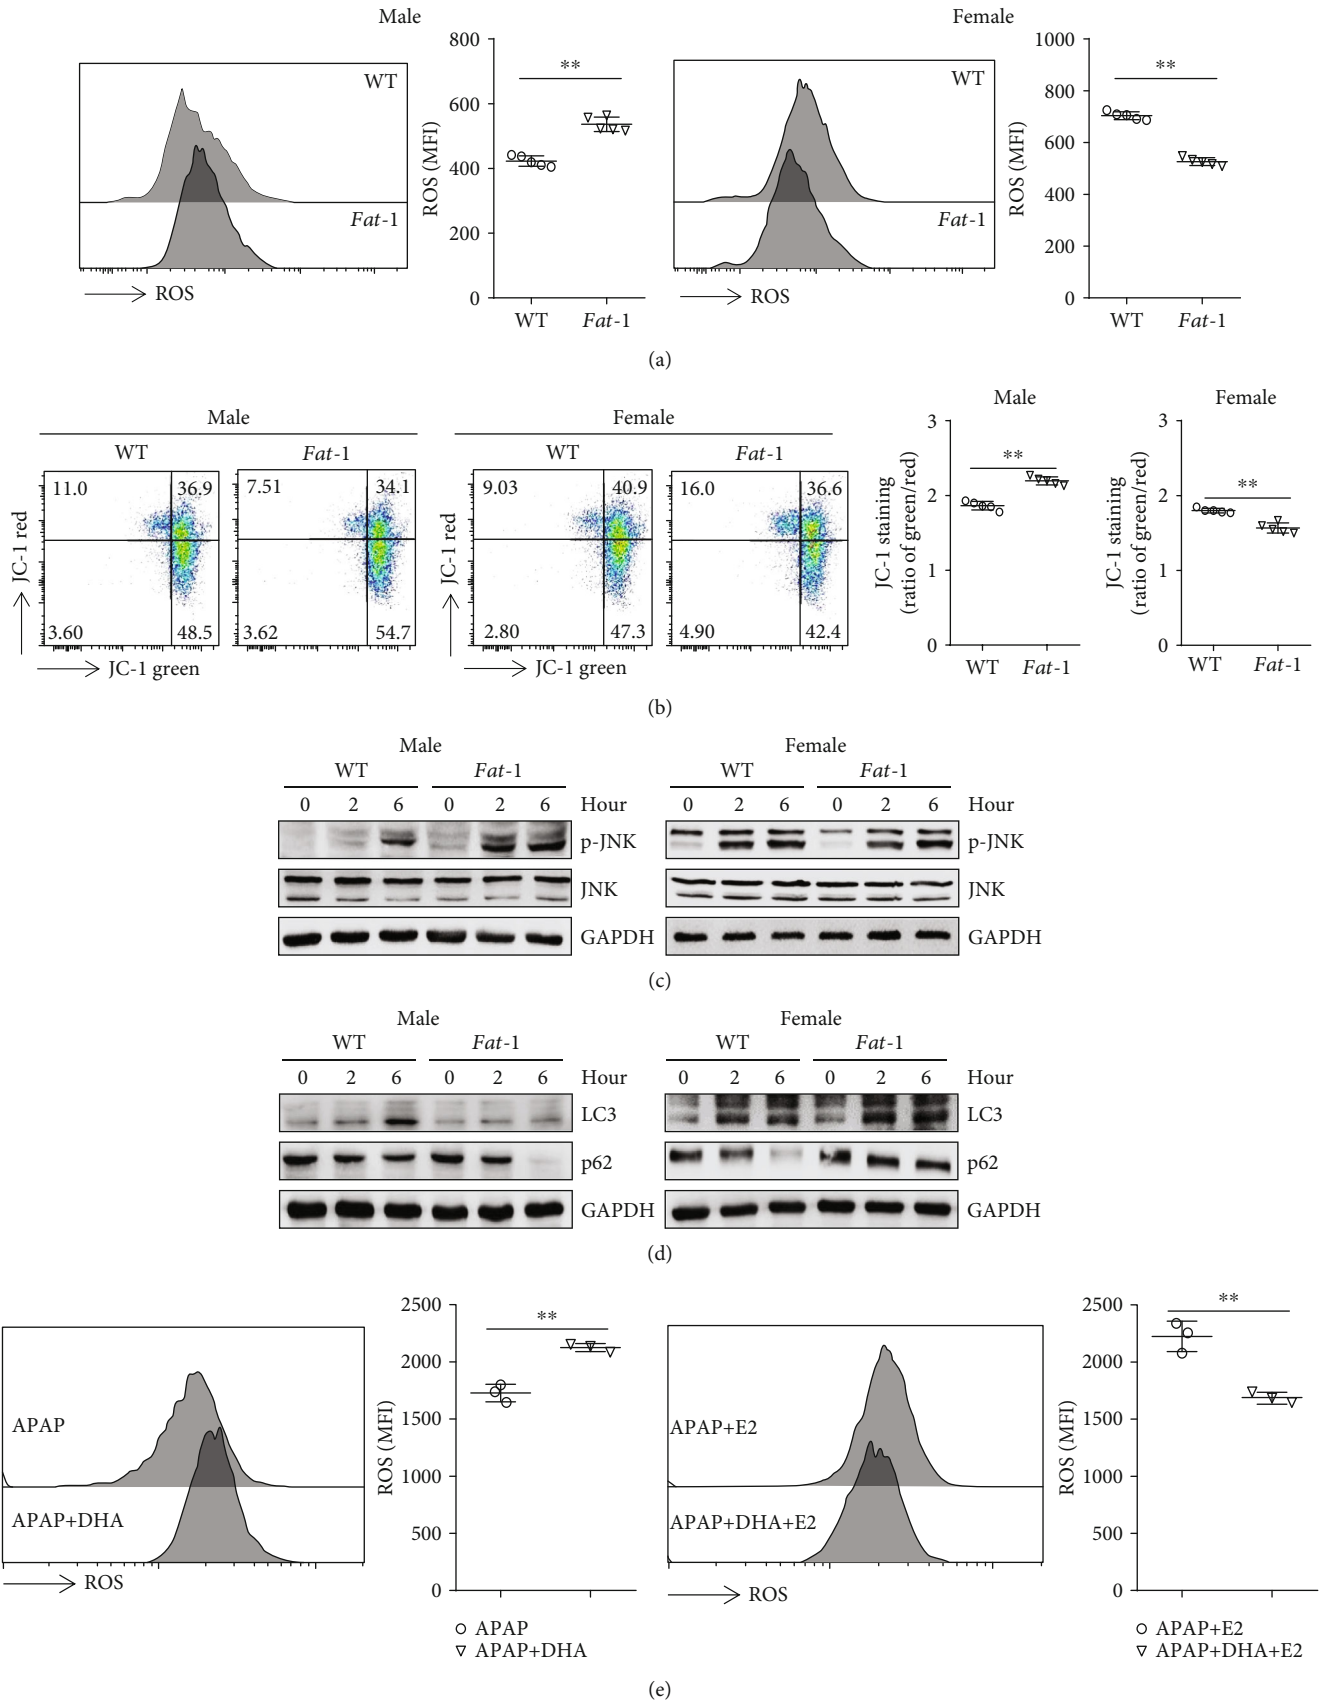 Male
Female
WT
Fat-1
ROS
800
600
400
200
0
ROS (MFI)
**
WT
Fat-1
WT
Fat-1
ROS
1000
800
600
400
200
0
ROS (MFI)
**
WT
Fat-1
(a)
Male
WT
Fat-1
11.0
36.9
3.60
48.5
7.51
34.1
3.62
54.7
JC-1 red
JC-1 green
Female
WT
Fat-1
9.03
40.9
2.80
47.3
16.0
36.6
4.90
42.4
JC-1 red
JC-1 green
Male
3
2
1
0
JC-1 staining
(ratio of green/red)
**
WT
Fat-1
Female
3
2
1
0
JC-1 staining
(ratio of green/red)
**
WT
Fat-1
(b)
Male
WT
Fat-1
0 2 6 0 2 6 Hour
p-JNK
JNK
GAPDH
Female
WT
Fat-1
0 2 6 0 2 6 Hour
p-JNK
JNK
GAPDH
(c)
Male
WT
Fat-1
0 2 6 0 2 6 Hour
LC3
p62
GAPDH
Female
WT
Fat-1
0 2 6 0 2 6 Hour
LC3
p62
GAPDH
(d)
APAP
APAP+DHA
ROS
2500
2000
1500
1000
500
0
ROS (MFI)
**
APAP
APAP+DHA
APAP+E2
APAP+DHA+E2
ROS
2500
2000
1500
1000
500
0
ROS (MFI)
**
APAP+E2
APAP+DHA+E2
(e)